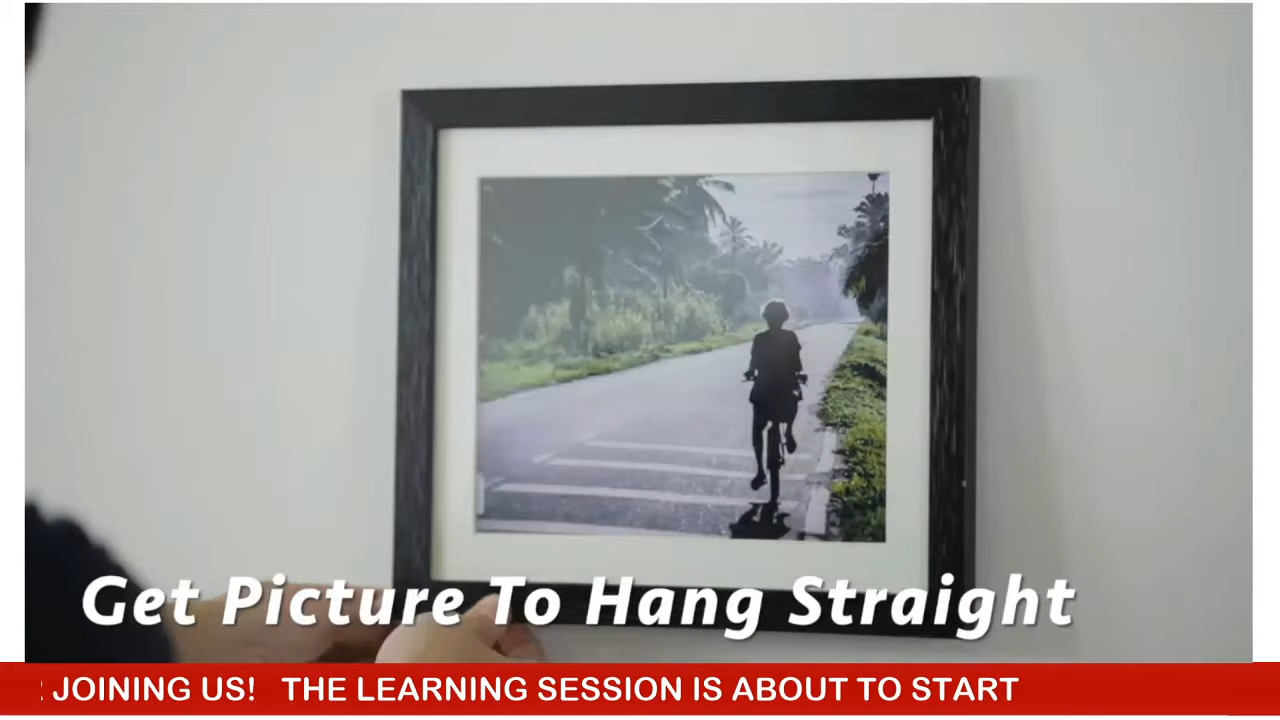 Get Picture To Hang Straight
JOINING US! THE LEARNING SESSION IS ABOUT TO START